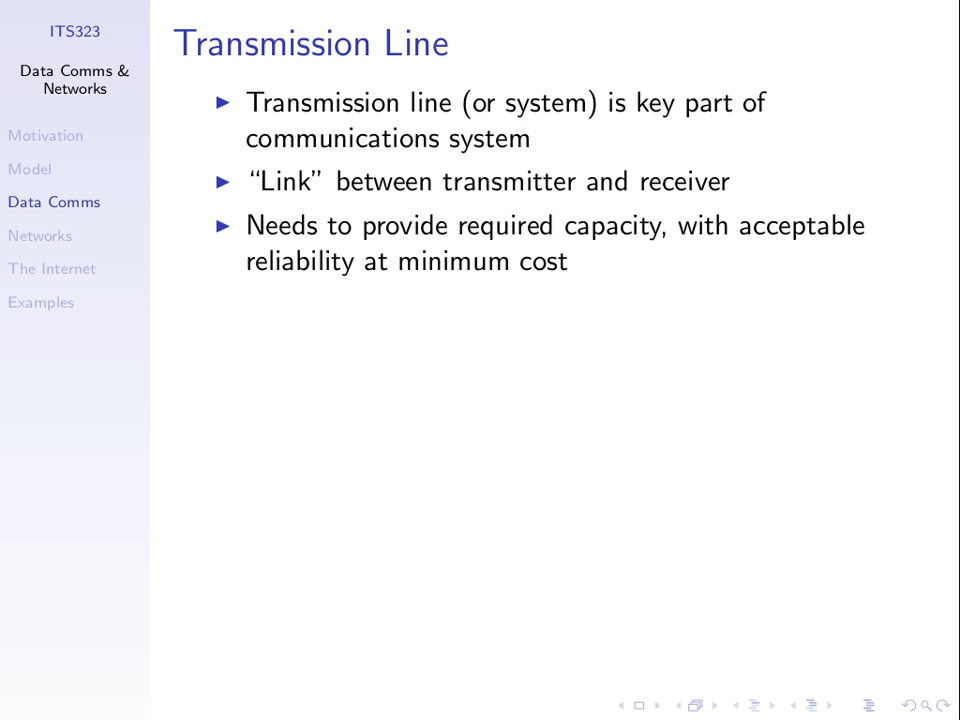 ITS323
Data Comms &
Networks
Motivation
Model
Data Comms
Networks
The Internet
Examples
Transmission Line
Transmission line (or system) is key part of
communications system
“Link” between transmitter and receiver
Needs to provide required capacity, with acceptable
reliability at minimum cost